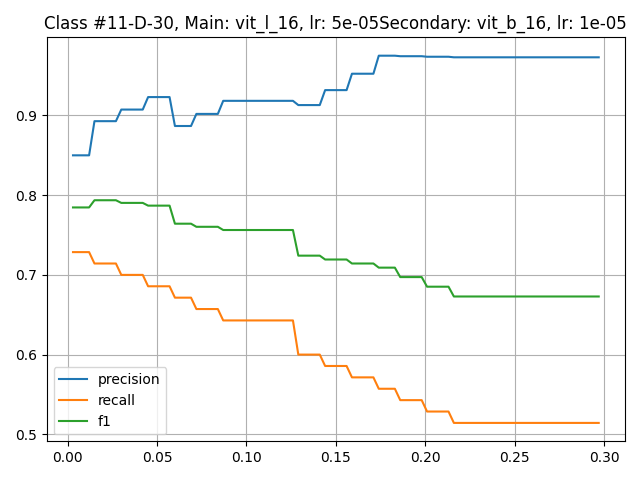 Class #11-D-30, Main: vit_l_16, lr: 5e-05Secondary: vit_b_16, lr: 1e-05
0.9
0.8
0.7
0.6
0.5
precision
recall
f1
0.00 0.05 0.10 0.15 0.20 0.25 0.30